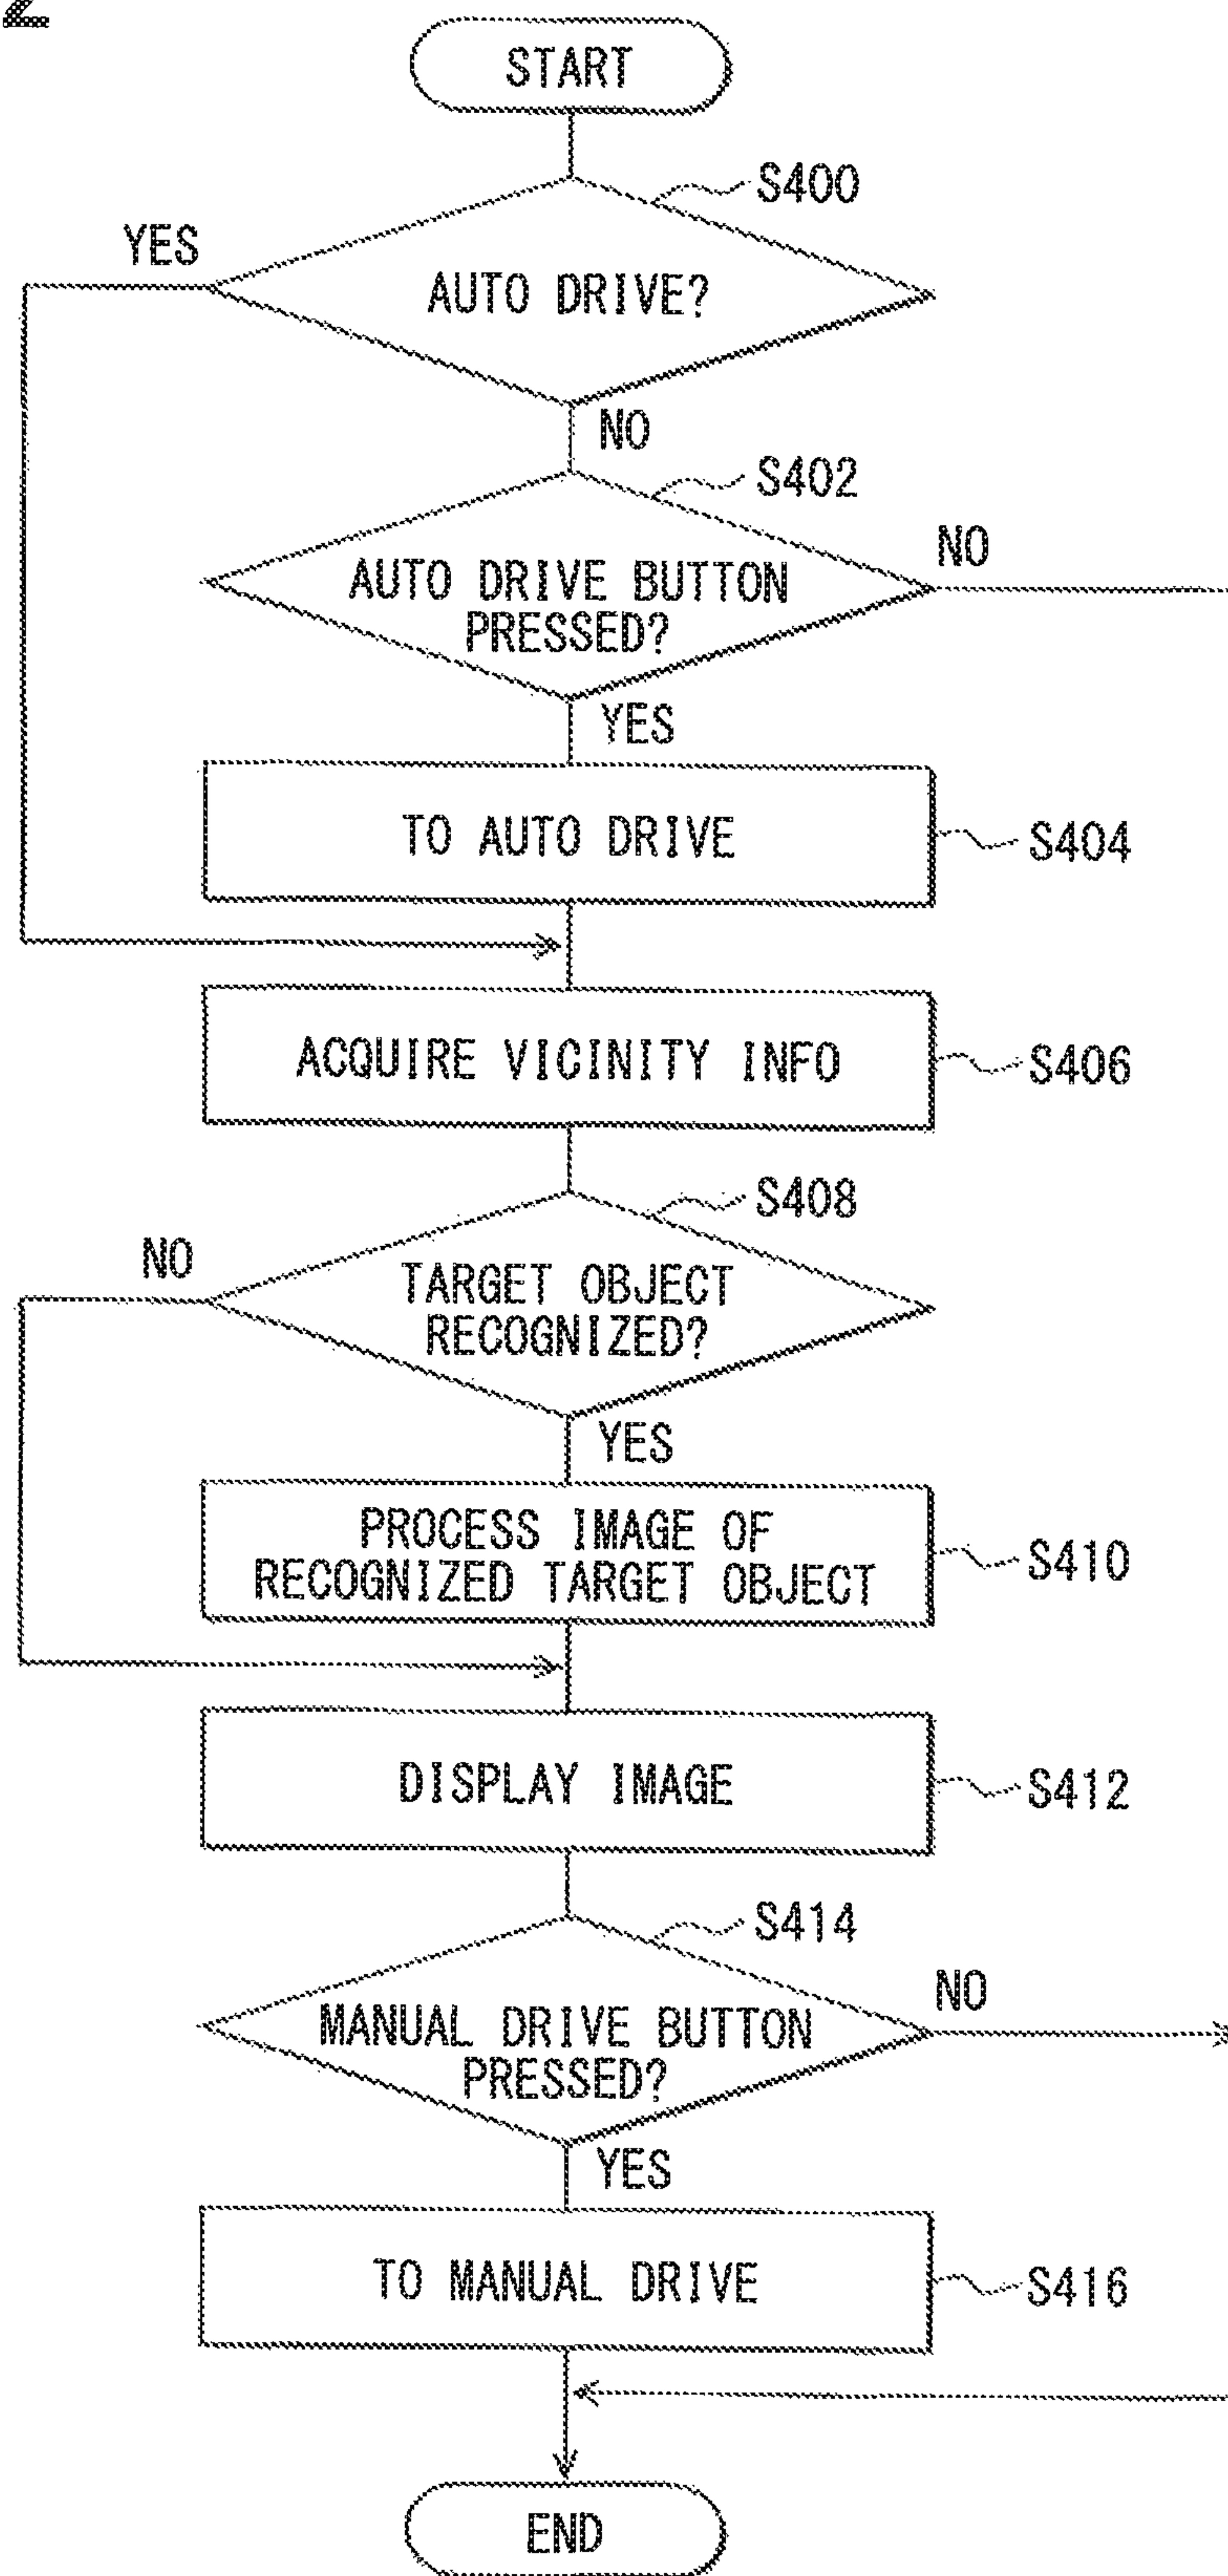 START
S400
YES
AUTO DRIVE?
NO
S402
NO
AUTO DRIVE BUTTON
PRESSED?
YES
TO AUTO DRIVE
S404
ACQUIRE VICINITY INFO
S406
S408
NO
TARGET OBJECT
RECOGNIZED?
YES
PROCESS IMAGE OF
RECOGNIZED TARGET OBJECT
S410
DISPLAY IMAGE
S412
S414
NO
MANUAL DRIVE BUTTON
PRESSED?
YES
TO MANUAL DRIVE
S416
END